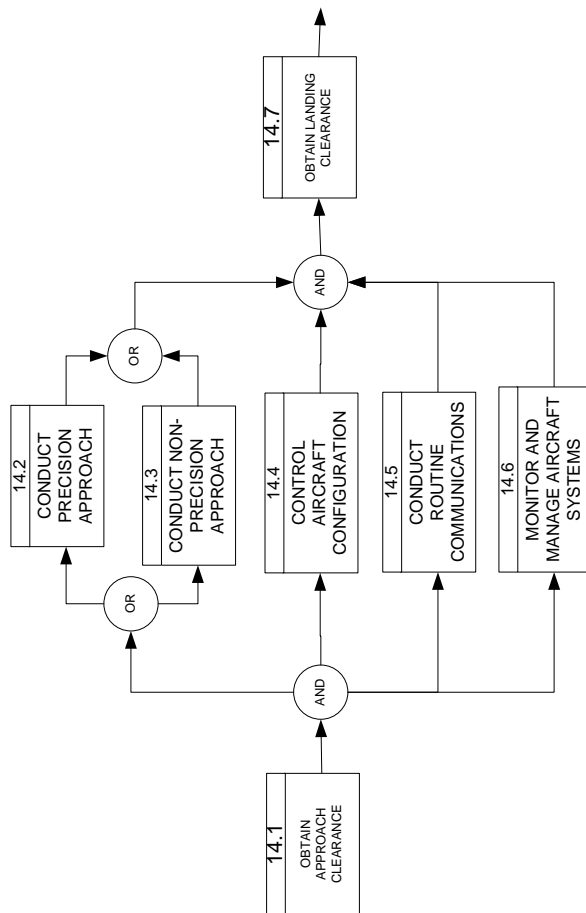 14.1
OBTAIN
APPROACH
CLEARANCE
AND
OR
14.2
CONDUCT
PRECISION
APPROACH
14.3
CONDUCT NON-
PRECISION
APPROACH
OR
14.4
CONTROL
AIRCRAFT
CONFIGURATION
14.5
CONDUCT
ROUTINE
COMMUNICATIONS
14.6
MONITOR AND
MANAGE AIRCRAFT
SYSTEMS
AND
14.7
OBTAIN LANDING
CLEARANCE